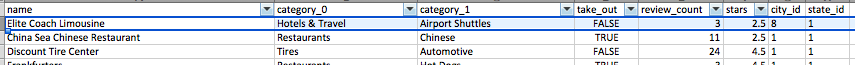 name category_0 category_1 take_out review_count stars city_id state_id
Elite Coach Limousine Hotels & Travel Airport Shuttles FALSE 3 2.5 8 1
China Sea Chinese Restaurant Restaurants Chinese TRUE 11 2.5 1 1
Discount Tire Center Tires Automotive FALSE 24 4.5 1 1